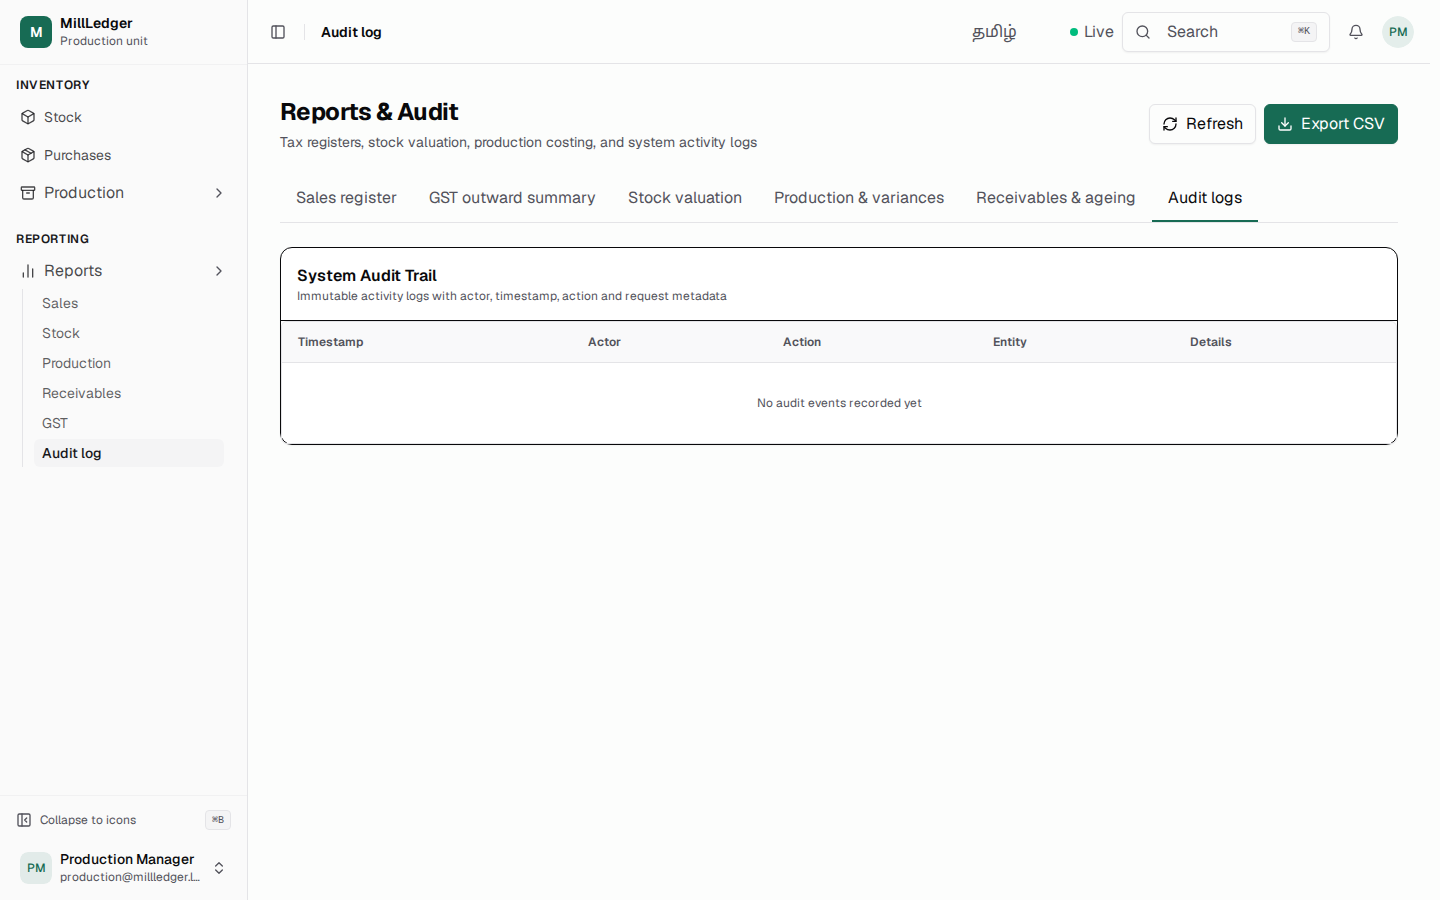 M
MillLedger
Production unit
INVENTORY
Stock
Purchases
Production
REPORTING
Reports
Sales
Stock
Production
Receivables
GST
Audit log
Collapse to icons
⌘B
PM
Production Manager
production@millledger.l...
Audit log
தமிழ்
Live
Search
⌘K
PM
Reports & Audit
Tax registers, stock valuation, production costing, and system activity logs
Refresh
Export CSV
Sales register
GST outward summary
Stock valuation
Production & variances
Receivables & ageing
Audit logs
System Audit Trail
Immutable activity logs with actor, timestamp, action and request metadata
Timestamp
Actor
Action
Entity
Details
No audit events recorded yet